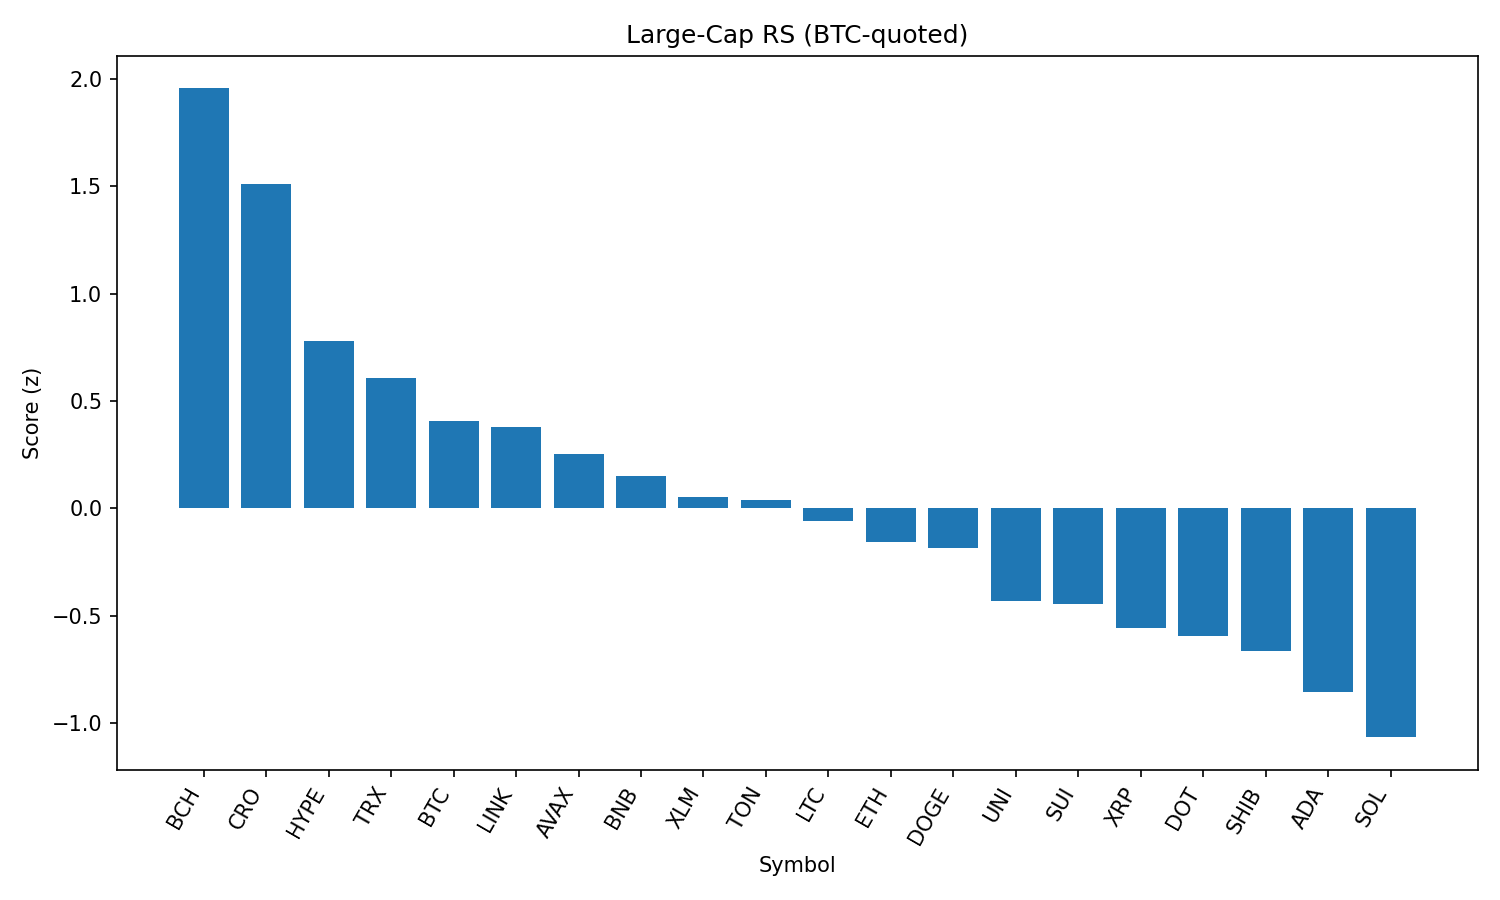 Large-Cap RS (BTC-quoted)
2.0
1.5
1.0
0.5
0.0
−0.5
−1.0
Score (z)
BCH
CRO
HYPE
TRX
BTC
LINK
AVAX
BNB
XLM
TON
LTC
ETH
DOGE
UNI
SUI
XRP
DOT
SHIB
ADA
SOL
Symbol